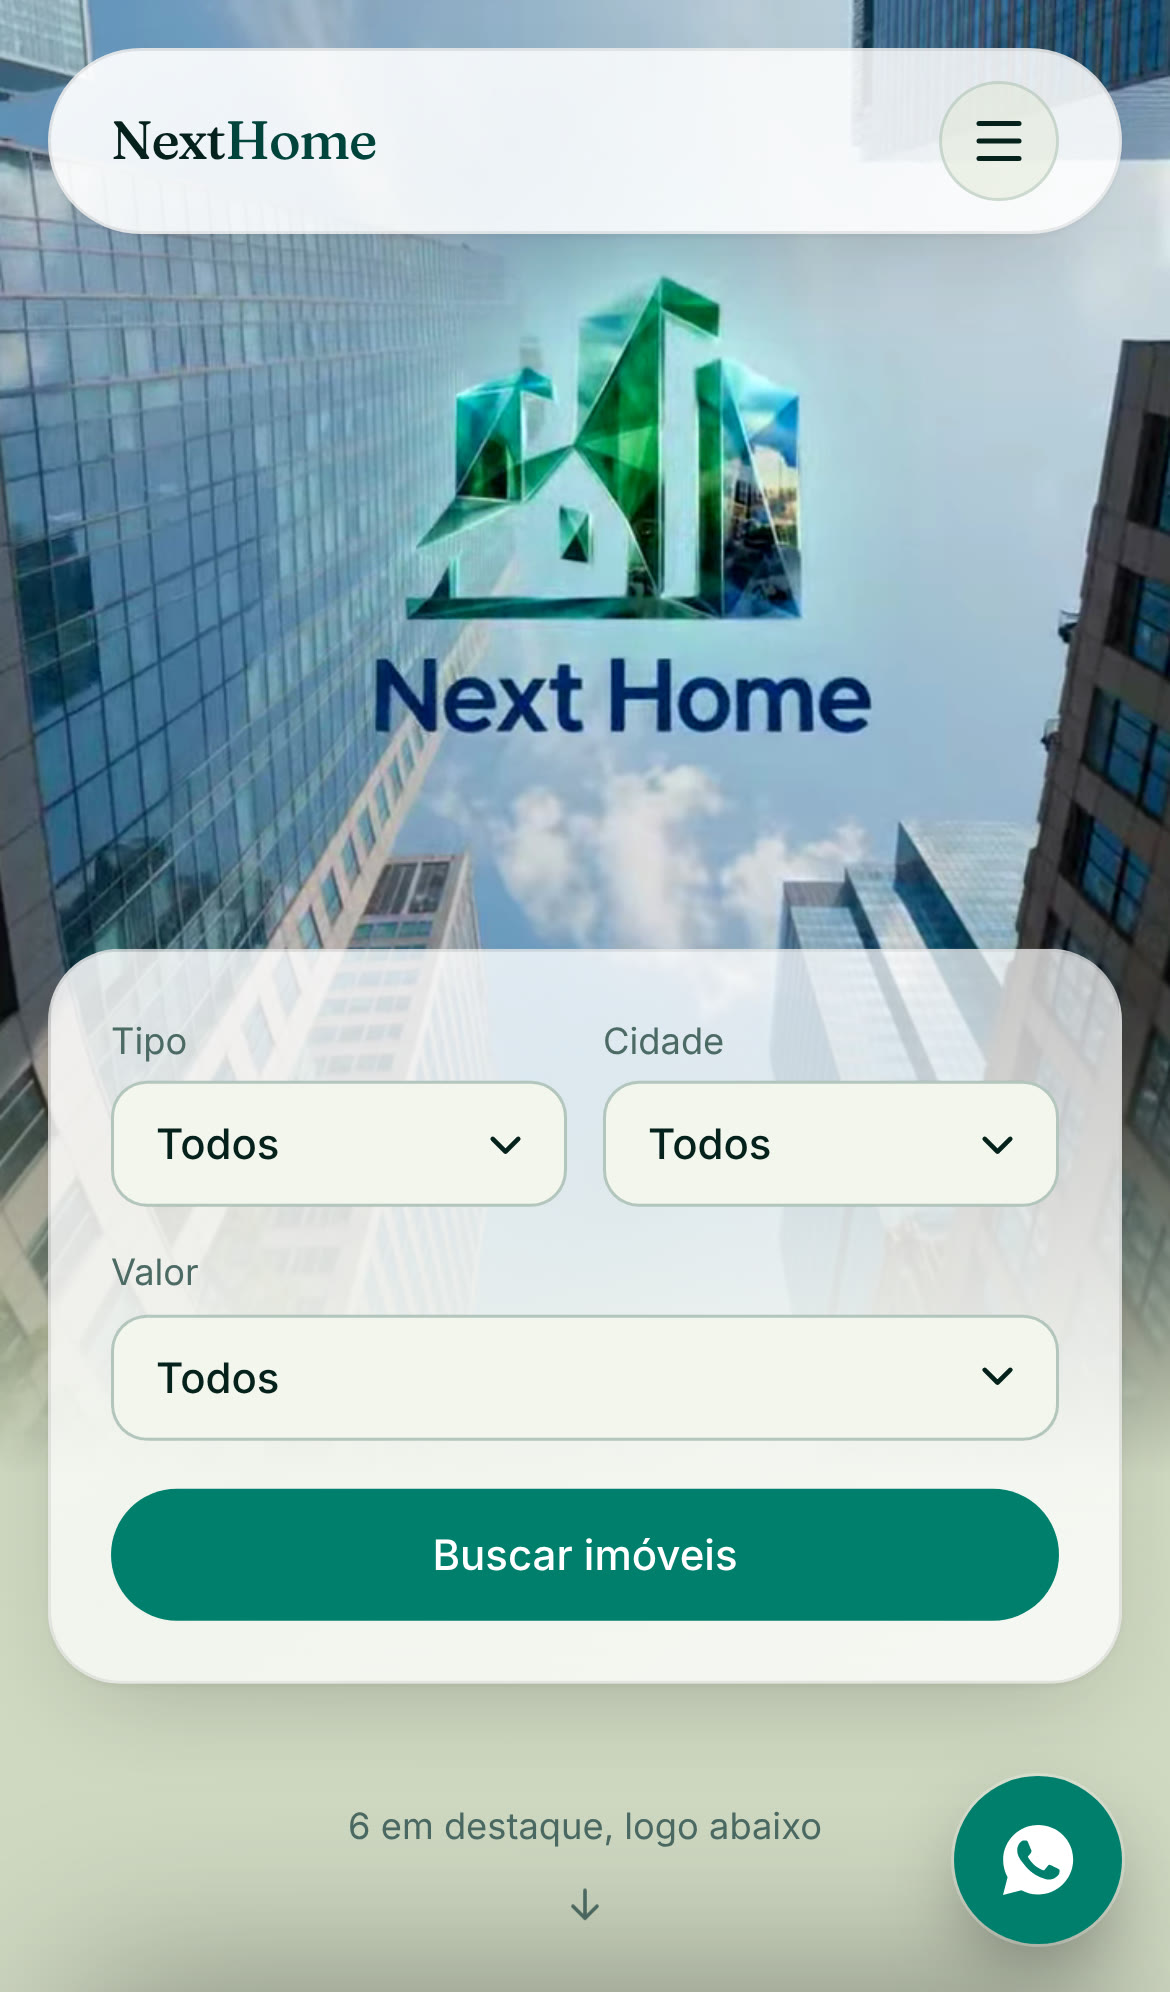 NextHome
Next Home
Tipo
Cidade
Todos
Todos
Valor
Todos
Buscar imóveis
6 em destaque, logo abaixo